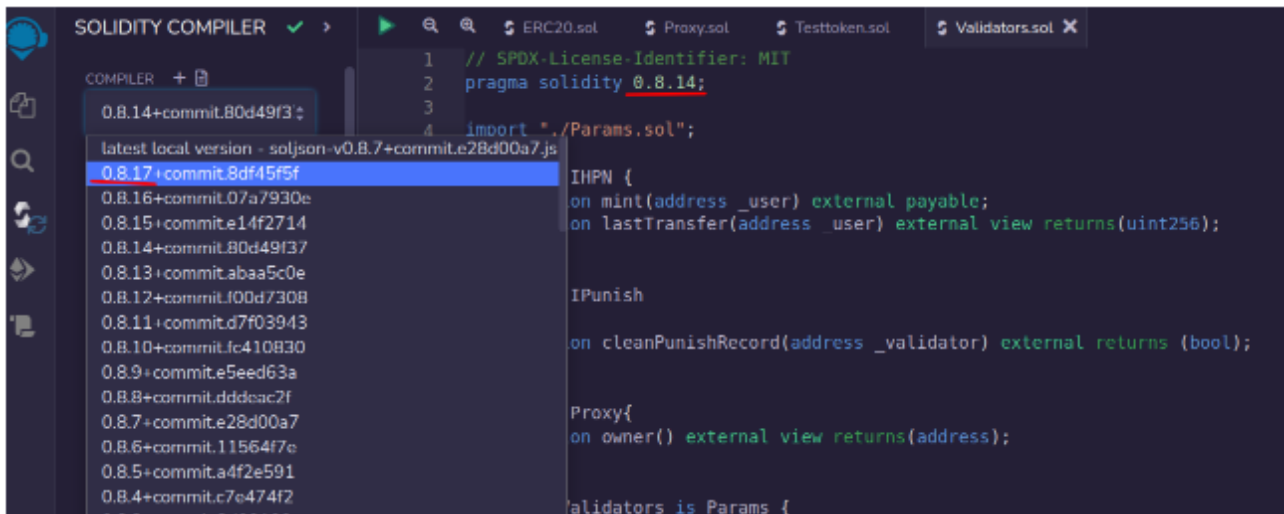 SOLIDITY COMPILER
ERC20.sol Proxy.sol Testtoken.sol Validators.sol
COMPILER
0.8.14+commit.80d49f3
latest local version - soljson-v0.8.7+commit.e28d00a7.js
0.8.17+commit.8df45f5f
0.8.16+commit.07a7930e
0.8.15+commit.e14f2714
0.8.14+commit.80d49f37
0.8.13+commit.abaa5c0e
0.8.12+commit.f00d7308
0.8.11+commit.d7f03943
0.8.10+commit.fc410830
0.8.9+commit.e5eed63a
0.8.8+commit.dddeac2f
0.8.7+commit.e28d00a7
0.8.6+commit.11564f7e
0.8.5+commit.a4f2e591
0.8.4+commit.c7e474f2
1 // SPDX-License-Identifier: MIT
2 pragma solidity 0.8.14;
3
4 import "./Params.sol";
IHPN {
on mint(address _user) external payable;
on lastTransfer(address _user) external view returns(uint256);
IPunish
on cleanPunishRecord(address _validator) external returns (bool);
Proxy{
on owner() external view returns(address);
alidators is Params {